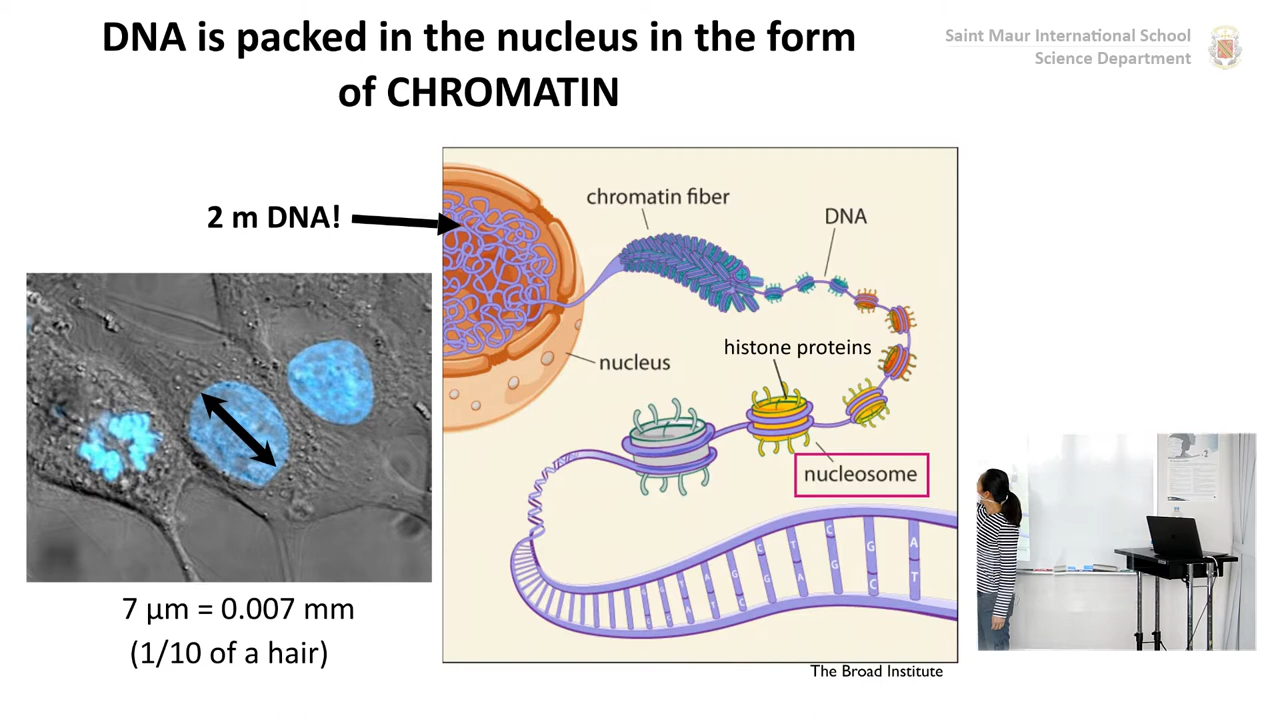 DNA is packed in the nucleus in the form
of CHROMATIN
Saint Maur International School
Science Department
2 m DNA!
chromatin fiber
DNA
nucleus
histone proteins
nucleosome
C T C G A
G A G C T
7 µm = 0.007 mm
(1/10 of a hair)
The Broad Institute